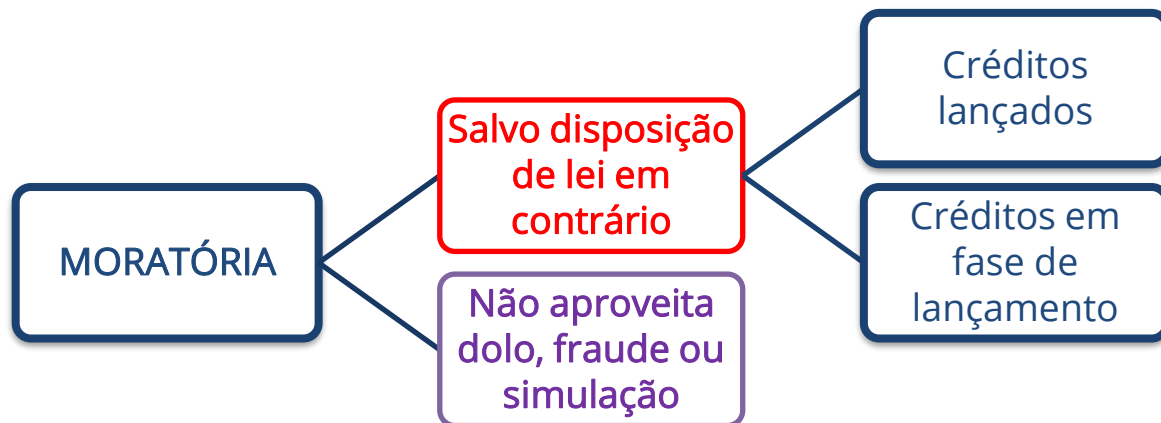 MORATÓRIA
Salvo disposição
de lei em
contrário
Créditos
lançados
Créditos em
fase de
lançamento
Não aproveita
dolo, fraude ou
simulação